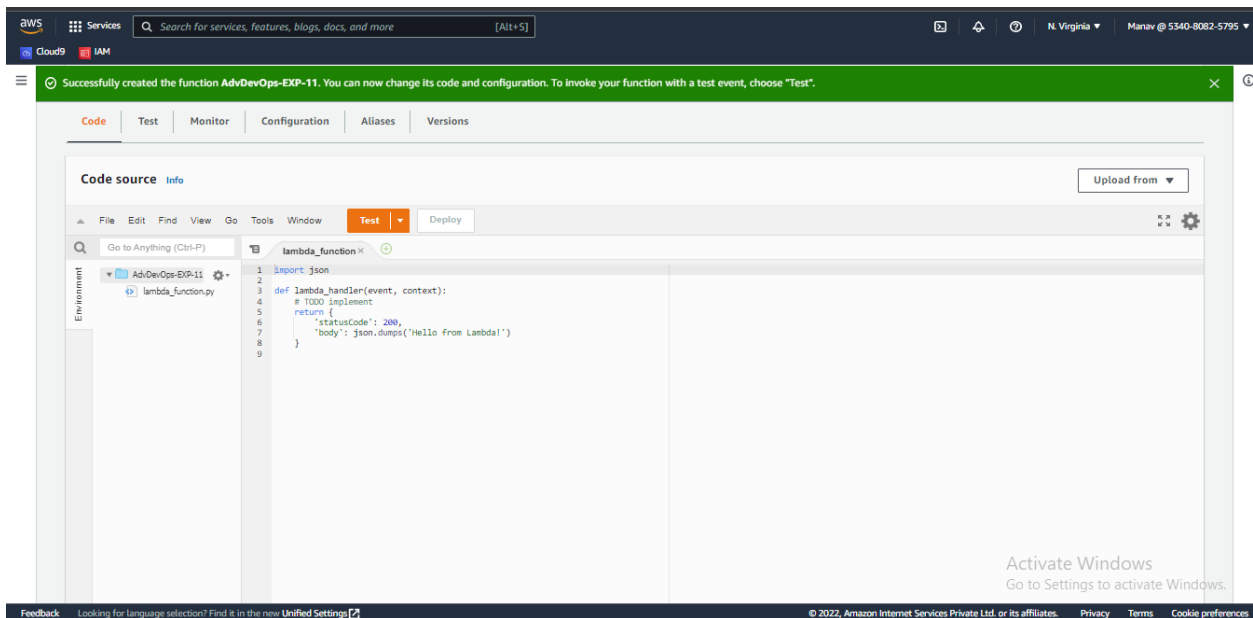 aws Services Search for services, features, blogs, docs, and more [Alt+S] N. Virginia ▼ Manav @ 5340-8082-5795 ▼
Cloud9 IAM
Successfully created the function AdvDevOps-EXP-11. You can now change its code and configuration. To invoke your function with a test event, choose "Test".
Code Test Monitor Configuration Aliases Versions
Code source Info Upload from ▼
File Edit Find View Go Tools Window Test Deploy
Go to Anything (Ctrl-P) lambda_function
Environment
AdvDevOps-EXP-11
lambda_function.py
1 import json
2
3 def lambda_handler(event, context):
4 # TODO implement
5 return {
6 'statusCode': 200,
7 'body': json.dumps('Hello from Lambda!')
8 }
9
Activate Windows
Go to Settings to activate Windows.
Feedback Looking for language selection? Find it in the new Unified Settings © 2022, Amazon Internet Services Private Ltd. or its affiliates. Privacy Terms Cookie preferences